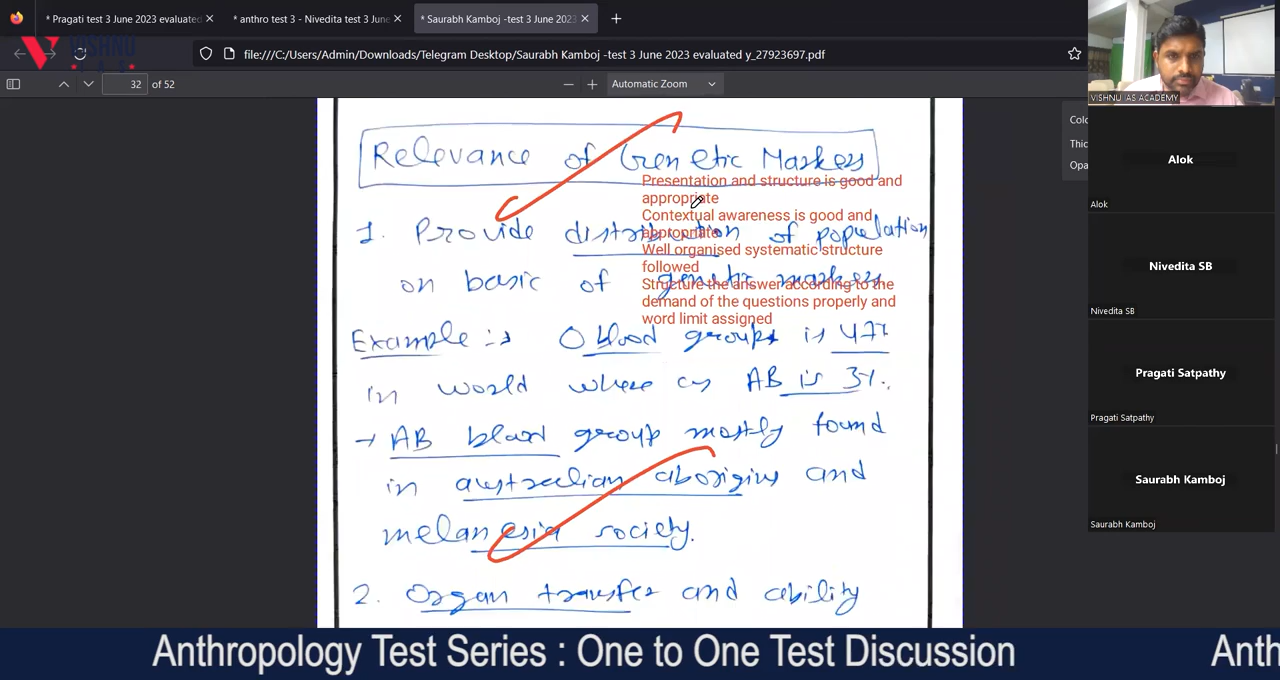 * Pragati test 3 June 2023 evaluated
* anthro test 3 - Nivedita test 3 June
* Saurabh Kamboj -test 3 June 2023
VISHNU
file:///C:/Users/Admin/Downloads/Telegram Desktop/Saurabh Kamboj -test 3 June 2023 evaluated y_27923697.pdf
32 of 52
Automatic Zoom
Colo
Thic
Opa
Relevance of Genetic Markers
Presentation and structure is good and
appropriate
Contextual awareness is good and
appropriate
Well organised systematic structure
followed
Structure the answer according to the
demand of the questions properly and
word limit assigned
1. Provide distribution of population
on basic of genetic markers
Example :→ O blood groups is 47%
in world where as AB is 3%.
→ AB blood group mostly found
in australian aborigins and
melanesia society.
2. Organ transfer and ability
VISHNU IAS ACADEMY
Alok
Alok
Nivedita SB
Nivedita SB
Pragati Satpathy
Pragati Satpathy
Saurabh Kamboj
Saurabh Kamboj
Anthropology Test Series : One to One Test Discussion
Anth